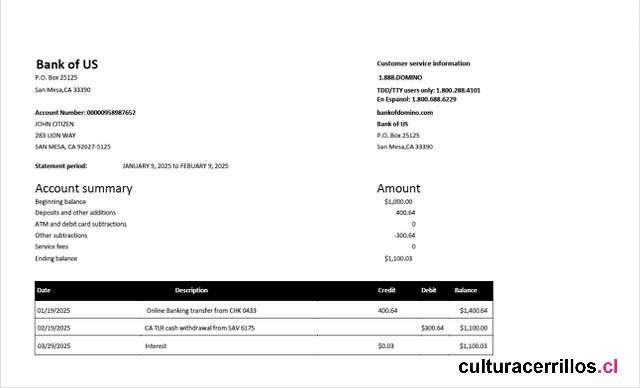 Bank of US
P.O. Box 25125
San Mesa,CA 33390
Customer service information
1.888.DOMINO
TDD/TTY users only: 1.800.288.4101
En Espanol: 1.800.688.6229
bankofdomino.com
Bank of US
P.O. Box 25125
San Mesa,CA 33390
Account Number: 00000958987652
JOHN CITIZEN
283 LION WAY
SAN MESA, CA 92627-5125
Statement period: JANUARY 9, 2025 to FEBUARY 9, 2025
Account summary Amount
Beginning balance $1,000.00
Deposits and other additions 400.64
ATM and debit card subtractions 0
Other subtractions -300.64
Service fees 0
Ending balance $1,100.03
Date Description Credit Debit Balance
01/19/2025 Online Banking transfer from CHK 0433 400.64 $1,400.64
02/19/2025 CA TLR cash withdrawal from SAV 6175 $300.64 $1,100.00
03/29/2025 Interest $0.03 $1,100.03
culturacerrillos.cl